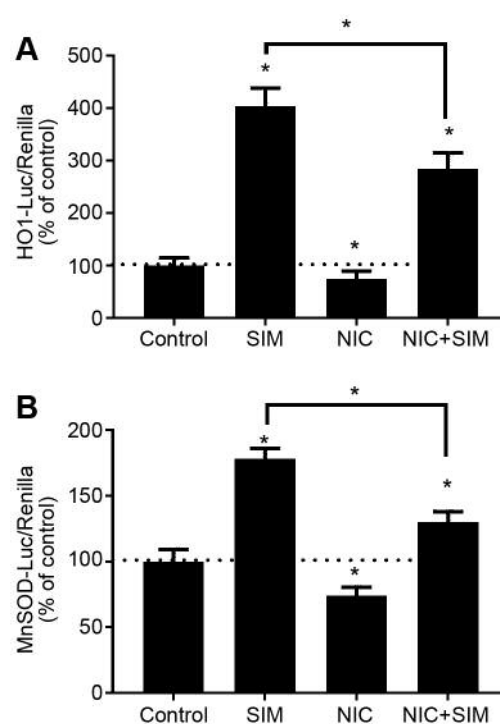 A
*
HO1-Luc/Renilla
(% of control)
500
400
300
200
100
0
*
*
*
Control SIM NIC NIC+SIM
B
*
MnSOD-Luc/Renilla
(% of control)
200
150
100
50
0
*
*
*
Control SIM NIC NIC+SIM